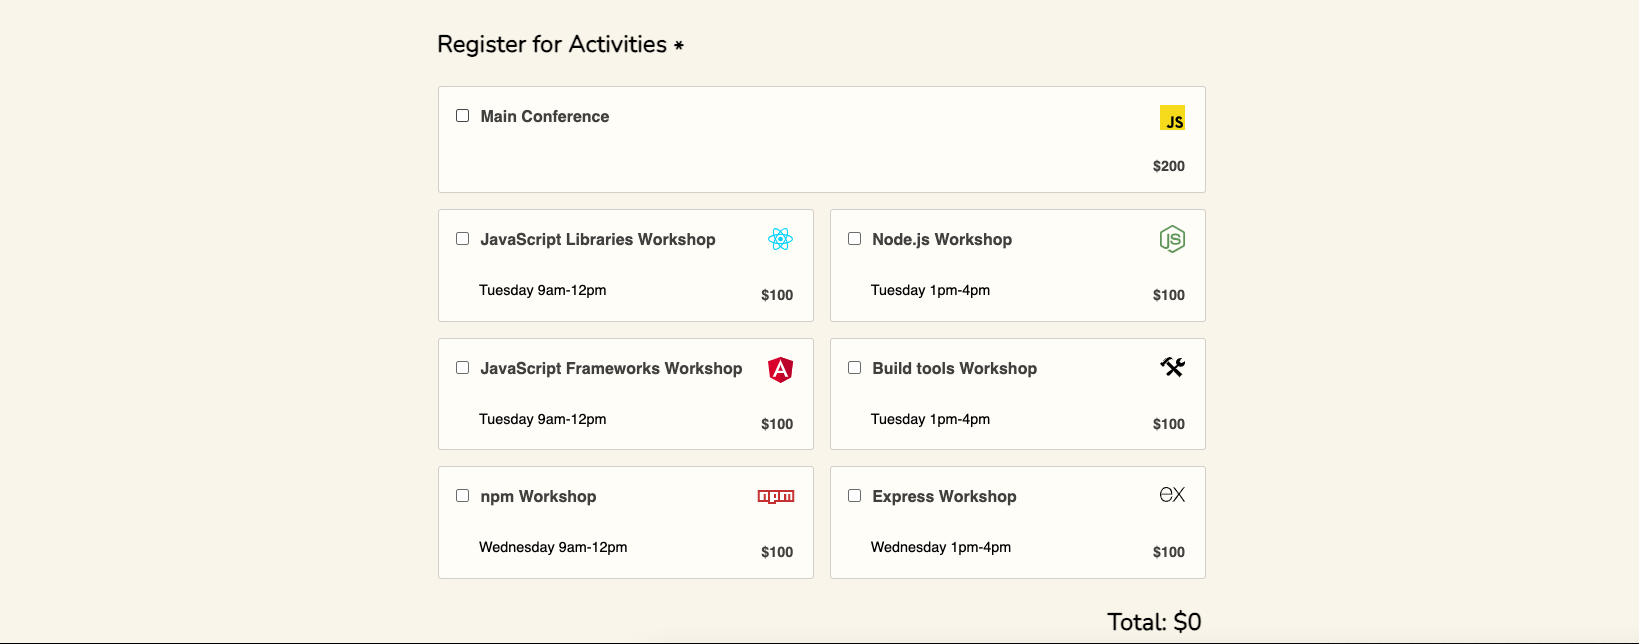 Register for Activities *
Main Conference
JS
$200
JavaScript Libraries Workshop
Tuesday 9am-12pm
$100
Node.js Workshop
JS
Tuesday 1pm-4pm
$100
JavaScript Frameworks Workshop
A
Tuesday 9am-12pm
$100
Build tools Workshop
Tuesday 1pm-4pm
$100
npm Workshop
npm
Wednesday 9am-12pm
$100
Express Workshop
ex
Wednesday 1pm-4pm
$100
Total: $0